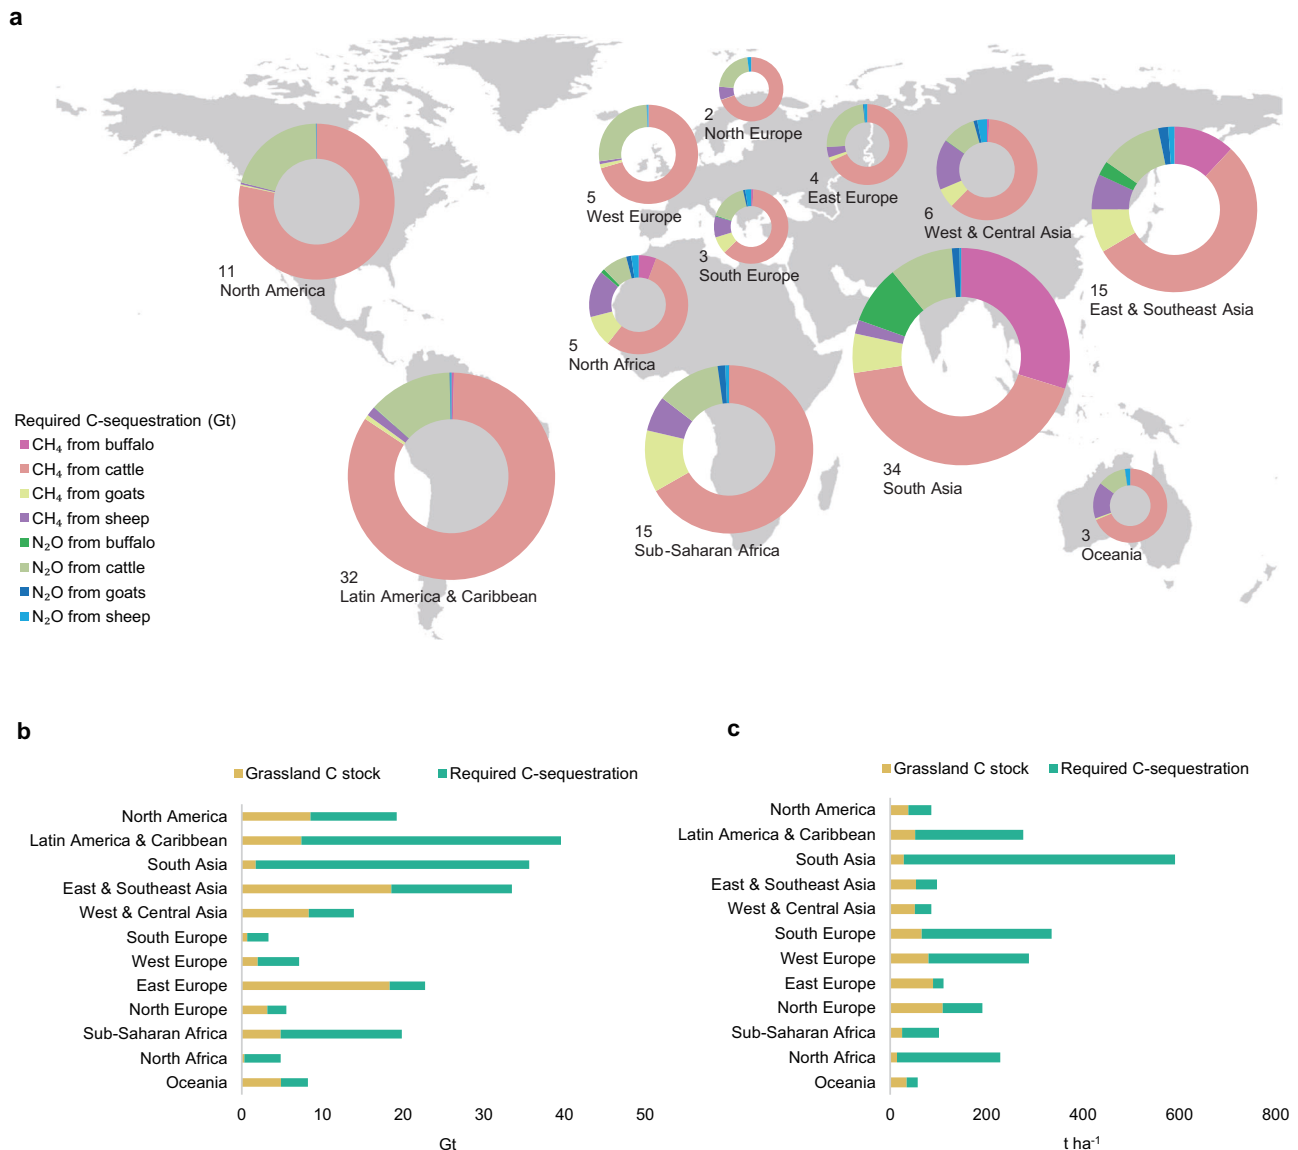 a
2
North Europe
5
West Europe
4
East Europe
6
West & Central Asia
3
South Europe
11
North America
15
East & Southeast Asia
5
North Africa
34
South Asia
15
Sub-Saharan Africa
3
Oceania
32
Latin America & Caribbean
Required C-sequestration (Gt)
CH₄ from buffalo
CH₄ from cattle
CH₄ from goats
CH₄ from sheep
N₂O from buffalo
N₂O from cattle
N₂O from goats
N₂O from sheep
b
Grassland C stock Required C-sequestration
North America
Latin America & Caribbean
South Asia
East & Southeast Asia
West & Central Asia
South Europe
West Europe
East Europe
North Europe
Sub-Saharan Africa
North Africa
Oceania
0 10 20 30 40 50
Gt
c
Grassland C stock Required C-sequestration
North America
Latin America & Caribbean
South Asia
East & Southeast Asia
West & Central Asia
South Europe
West Europe
East Europe
North Europe
Sub-Saharan Africa
North Africa
Oceania
0 200 400 600 800
t ha⁻¹